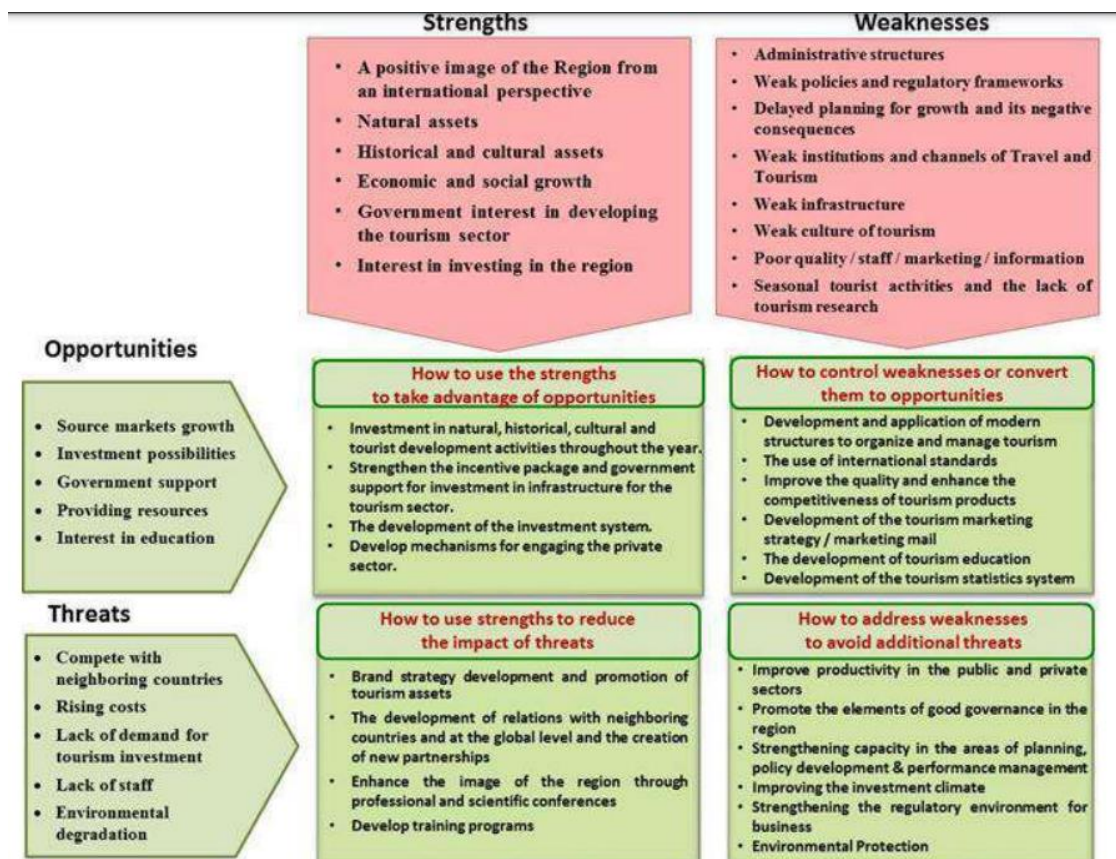 Strengths
• A positive image of the Region from
an international perspective
• Natural assets
• Historical and cultural assets
• Economic and social growth
• Government interest in developing
the tourism sector
• Interest in investing in the region
Weaknesses
• Administrative structures
• Weak policies and regulatory frameworks
• Delayed planning for growth and its negative
consequences
• Weak institutions and channels of Travel and
Tourism
• Weak infrastructure
• Weak culture of tourism
• Poor quality / staff / marketing / information
• Seasonal tourist activities and the lack of
tourism research
Opportunities
• Source markets growth
• Investment possibilities
• Government support
• Providing resources
• Interest in education
How to use the strengths
to take advantage of opportunities
• Investment in natural, historical, cultural and
tourist development activities throughout the year.
• Strengthen the incentive package and government
support for investment in infrastructure for the
tourism sector.
• The development of the investment system.
• Develop mechanisms for engaging the private
sector.
How to control weaknesses or convert
them to opportunities
• Development and application of modern
structures to organize and manage tourism
• The use of international standards
• Improve the quality and enhance the
competitiveness of tourism products
• Development of the tourism marketing
strategy / marketing mail
• The development of tourism education
• Development of the tourism statistics system
Threats
• Compete with
neighboring countries
• Rising costs
• Lack of demand for
tourism investment
• Lack of staff
• Environmental
degradation
How to use strengths to reduce
the impact of threats
• Brand strategy development and promotion of
tourism assets
• The development of relations with neighboring
countries and at the global level and the creation
of new partnerships
• Enhance the image of the region through
professional and scientific conferences
• Develop training programs
How to address weaknesses
to avoid additional threats
• Improve productivity in the public and private
sectors
• Promote the elements of good governance in the
region
• Strengthening capacity in the areas of planning,
policy development & performance management
• Improving the investment climate
• Strengthening the regulatory environment for
business
• Environmental Protection